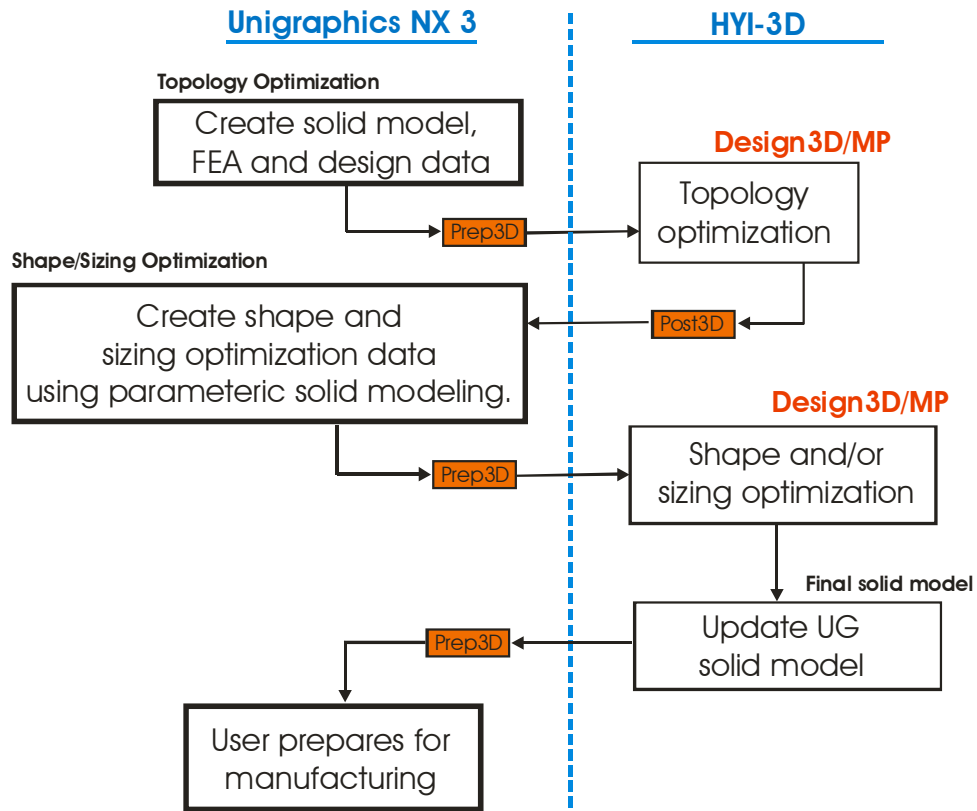 Unigraphics NX 3
HYI-3D
Topology Optimization
Create solid model,
FEA and design data
Design3D/MP
Topology
optimization
Prep3D
Shape/Sizing Optimization
Create shape and
sizing optimization data
using parameteric solid modeling.
Post3D
Design3D/MP
Shape and/or
sizing optimization
Prep3D
Final solid model
Update UG
solid model
Prep3D
User prepares for
manufacturing